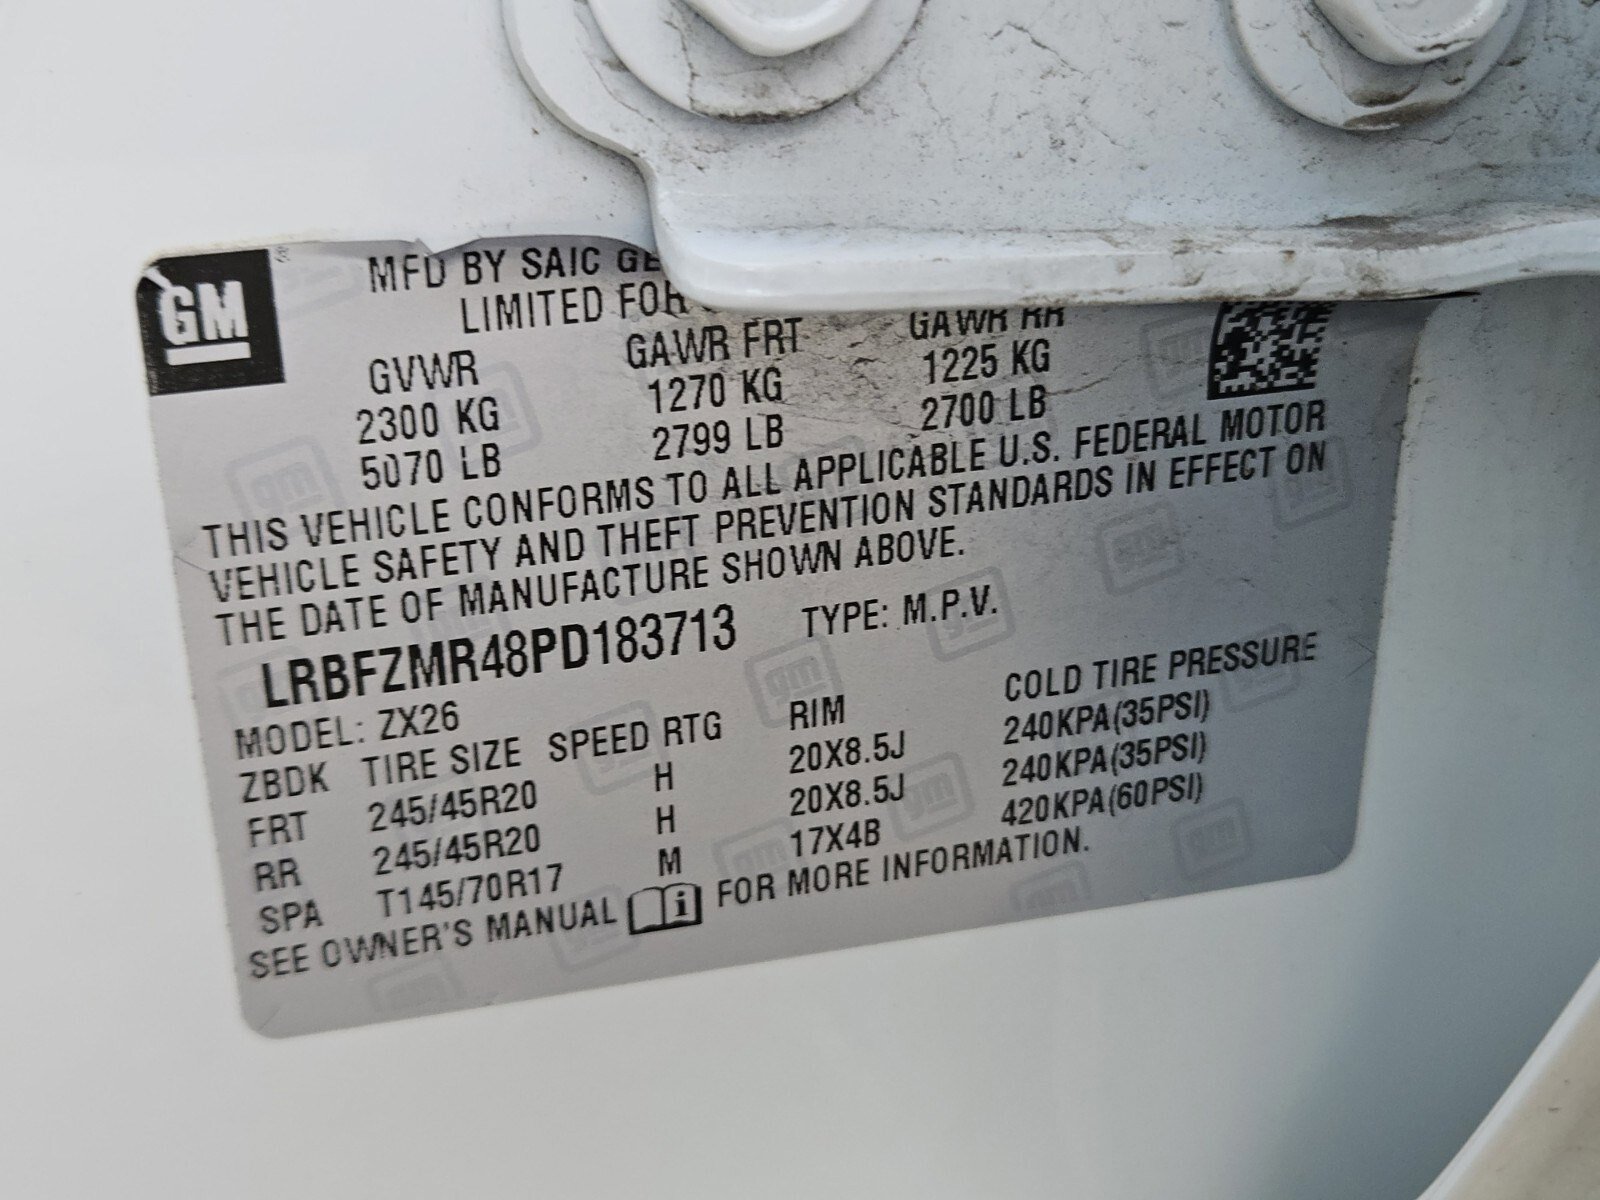 GM
MFD BY SAIC
LIMITED FOR
GVWR GAWR FRT GAWR RR
2300 KG 1270 KG 1225 KG
5070 LB 2799 LB 2700 LB
THIS VEHICLE CONFORMS TO ALL APPLICABLE U.S. FEDERAL MOTOR
VEHICLE SAFETY AND THEFT PREVENTION STANDARDS IN EFFECT ON
THE DATE OF MANUFACTURE SHOWN ABOVE.
LRBFZMR48PD183713 TYPE: M.P.V.
MODEL: ZX26
ZBDK TIRE SIZE SPEED RTG RIM COLD TIRE PRESSURE
FRT 245/45R20 H 20X8.5J 240KPA(35PSI)
RR 245/45R20 H 20X8.5J 240KPA(35PSI)
SPA T145/70R17 M 17X4B 420KPA(60PSI)
SEE OWNER'S MANUAL FOR MORE INFORMATION.